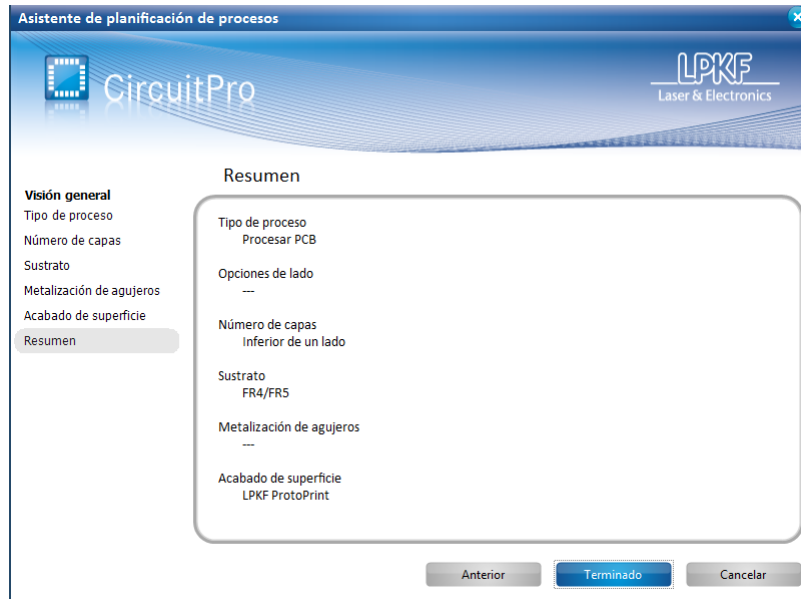 Asistente de planificación de procesos
CircuitPro
LPKF
Laser & Electronics
Resumen
Visión general
Tipo de proceso
Número de capas
Sustrato
Metalización de agujeros
Acabado de superficie
Resumen
Tipo de proceso
Procesar PCB
Opciones de lado
---
Número de capas
Inferior de un lado
Sustrato
FR4/FR5
Metalización de agujeros
---
Acabado de superficie
LPKF ProtoPrint
Anterior
Terminado
Cancelar